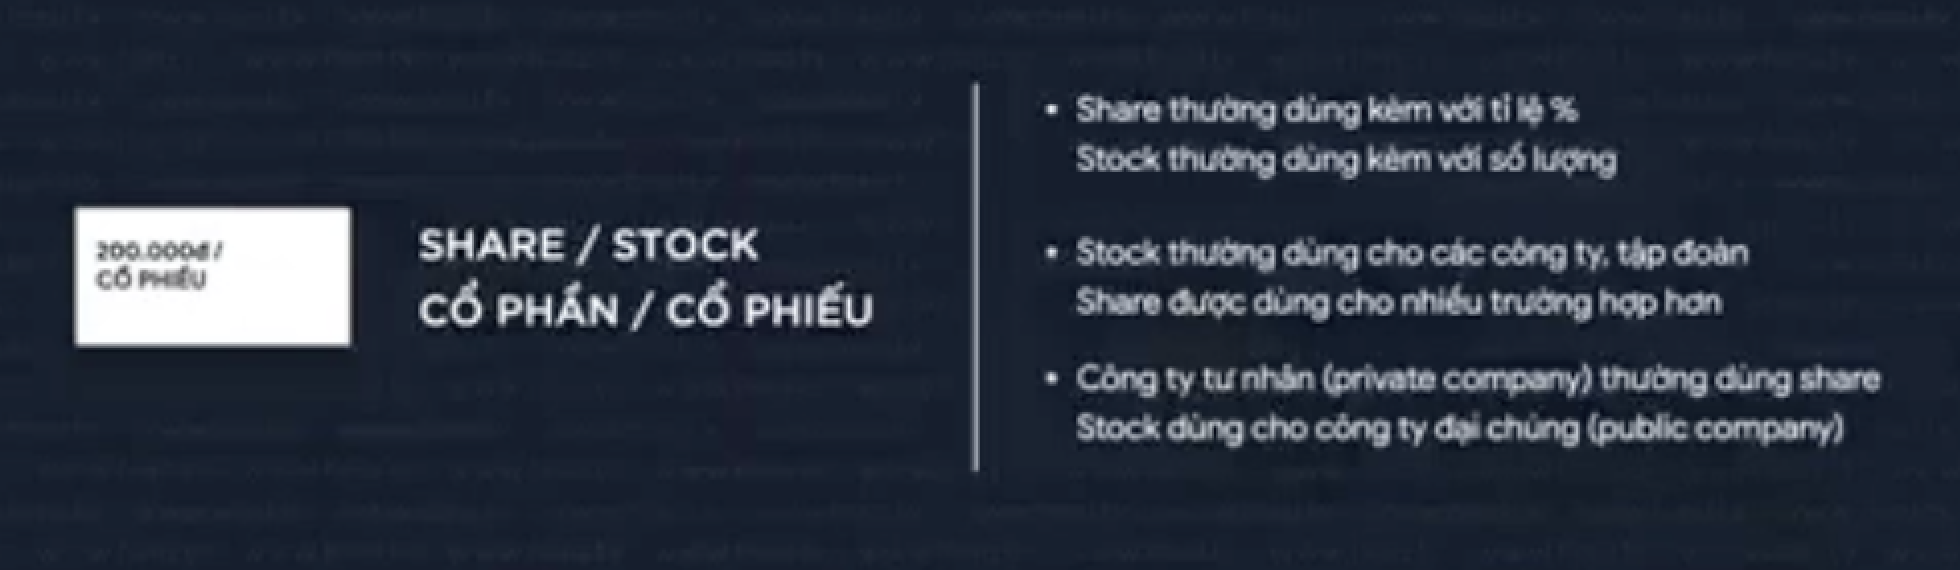 200.000đ /
CỔ PHIẾU
SHARE / STOCK
CỔ PHẦN / CỔ PHIẾU
• Share thường dùng kèm với tỉ lệ %
Stock thường dùng kèm với số lượng
• Stock thường dùng cho các công ty, tập đoàn
Share được dùng cho nhiều trường hợp hơn
• Công ty tư nhân (private company) thường dùng share
Stock dùng cho công ty đại chúng (public company)